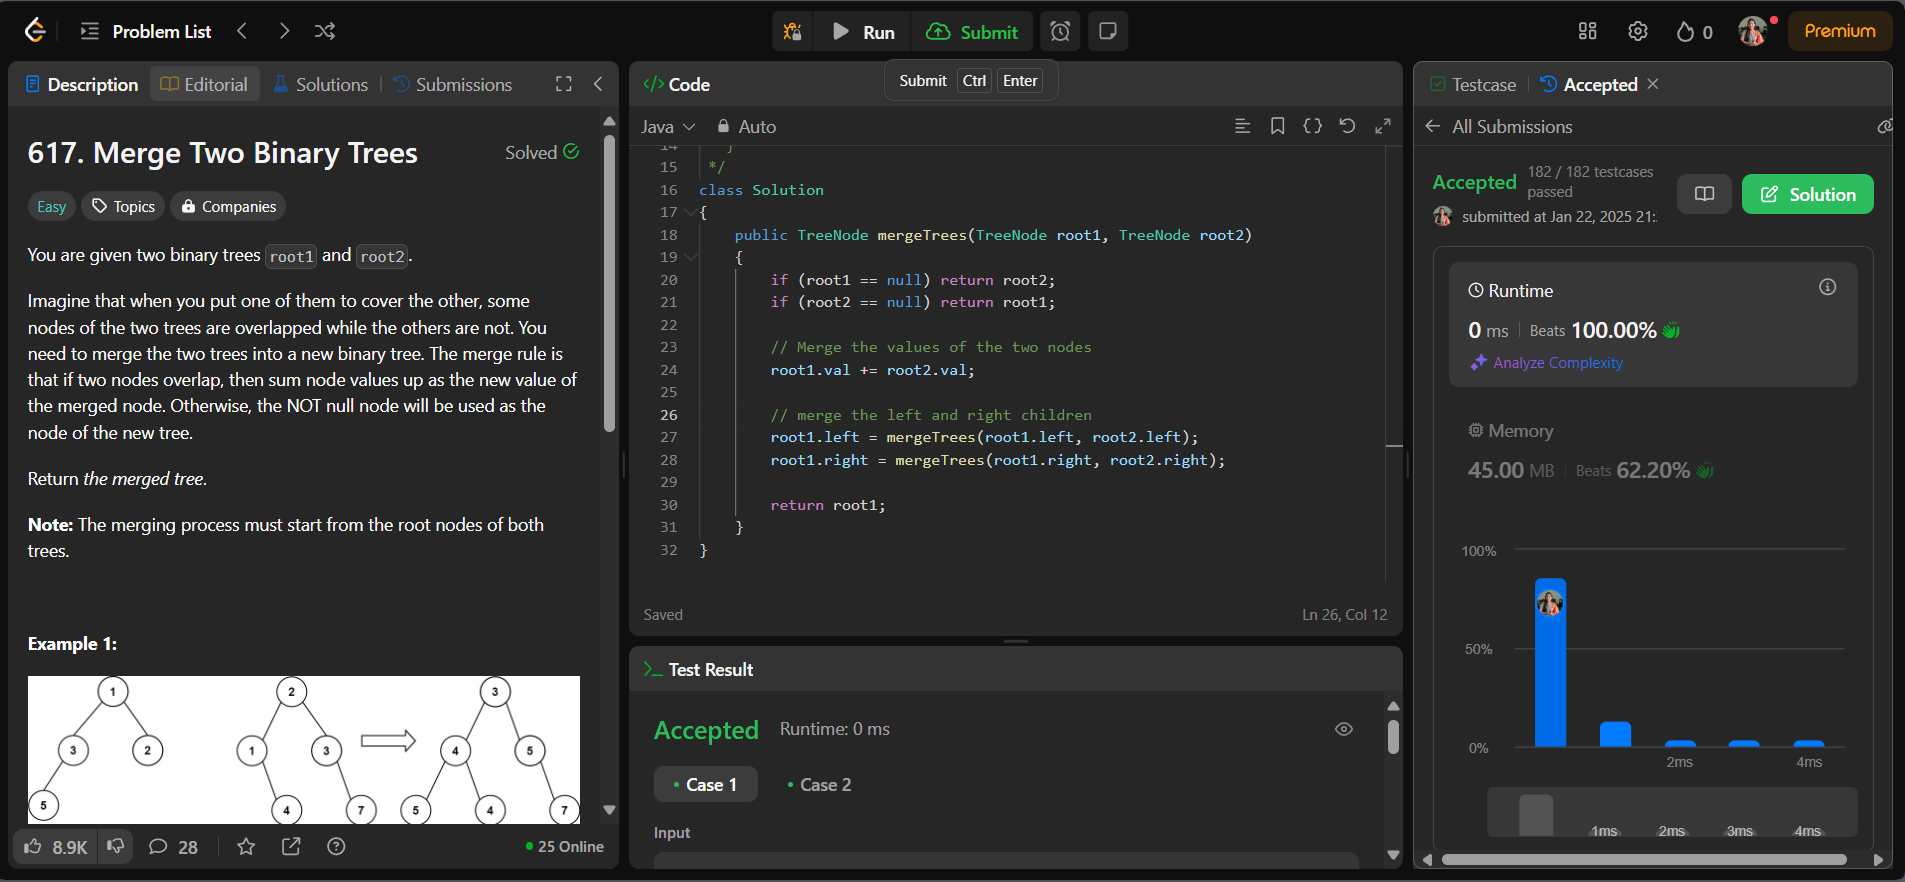 Problem List
Run
Submit
0
Premium
Description
Editorial
Solutions
Submissions
617. Merge Two Binary Trees
Solved
Easy
Topics
Companies
You are given two binary trees root1 and root2.
Imagine that when you put one of them to cover the other, some
nodes of the two trees are overlapped while the others are not. You
need to merge the two trees into a new binary tree. The merge rule is
that if two nodes overlap, then sum node values up as the new value of
the merged node. Otherwise, the NOT null node will be used as the
node of the new tree.
Return the merged tree.
Note: The merging process must start from the root nodes of both
trees.
Example 1:
1
3 2
5
2
1 3
4 7
3
4 5
5 4 7
8.9K
28
25 Online
Code
Submit Ctrl Enter
Java
Auto
14 }
15 */
16 class Solution
17 {
18 public TreeNode mergeTrees(TreeNode root1, TreeNode root2)
19 {
20 if (root1 == null) return root2;
21 if (root2 == null) return root1;
22
23 // Merge the values of the two nodes
24 root1.val += root2.val;
25
26 // merge the left and right children
27 root1.left = mergeTrees(root1.left, root2.left);
28 root1.right = mergeTrees(root1.right, root2.right);
29
30 return root1;
31 }
32 }
Saved
Ln 26, Col 12
Test Result
Accepted
Runtime: 0 ms
Case 1
Case 2
Input
Testcase
Accepted
All Submissions
Accepted
182 / 182 testcases
passed
submitted at Jan 22, 2025 21:
Solution
Runtime
0 ms
Beats 100.00%
Analyze Complexity
Memory
45.00 MB
Beats 62.20%
100%
50%
0%
2ms
4ms
1ms
2ms
3ms
4ms